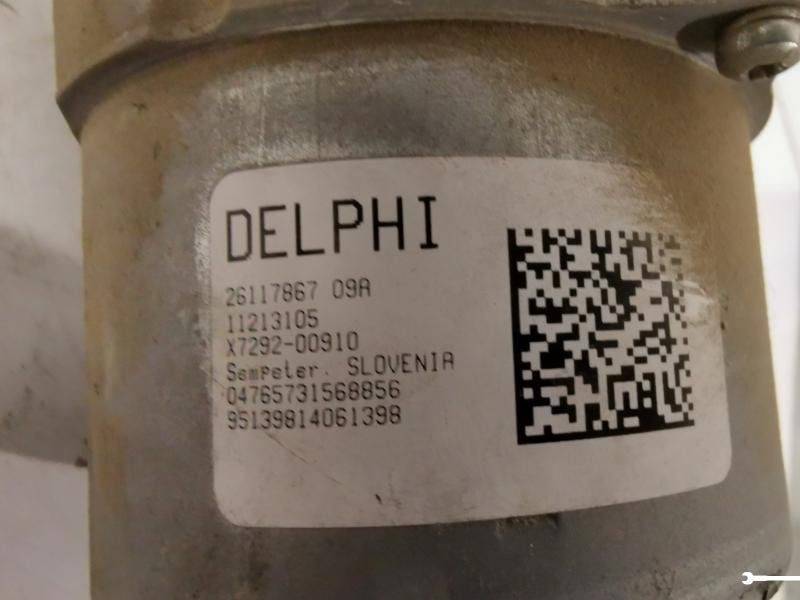 DELPHI
26117867 09A
11213105
X7292-00910
Sempeter. SLOVENIA
04765731568856
95139814061398